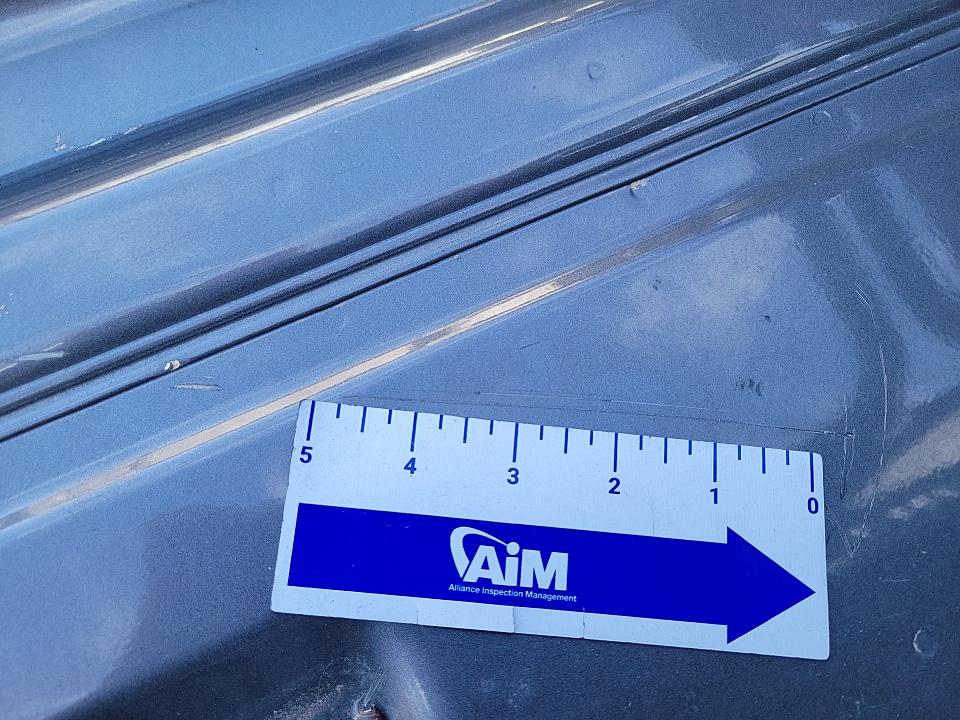 5 4 3 2 1 0
AiM
Alliance Inspection Management